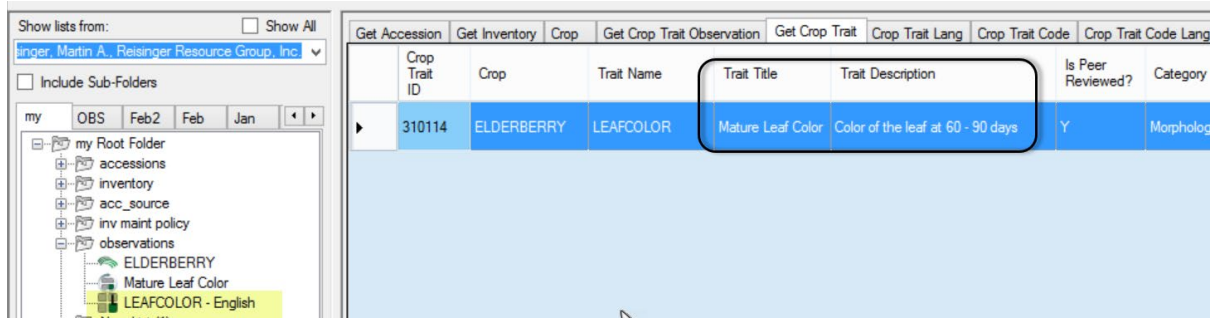 Show lists from:
Show All
singer, Martin A., Reisinger Resource Group, Inc.
Include Sub-Folders
my OBS Feb2 Feb Jan
my Root Folder
accessions
inventory
acc_source
inv maint policy
observations
ELDERBERRY
Mature Leaf Color
LEAFCOLOR - English
Get Accession Get Inventory Crop Get Crop Trait Observation Get Crop Trait Crop Trait Lang Crop Trait Code Crop Trait Code Lang
Crop Trait ID Crop Trait Name Trait Title Trait Description Is Peer Reviewed? Category
310114 ELDERBERRY LEAFCOLOR Mature Leaf Color Color of the leaf at 60 - 90 days Y Morpholog